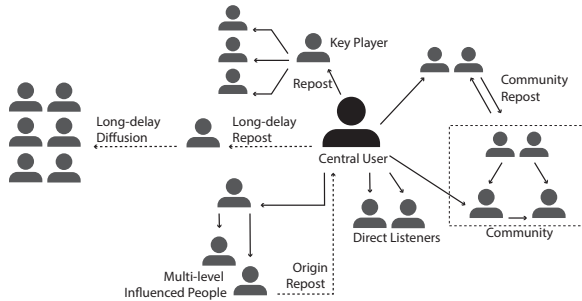 Key Player
Repost
Community
Repost
Long-delay
Diffusion
Long-delay
Repost
Central User
Direct Listeners
Community
Multi-level
Influenced People
Origin
Repost